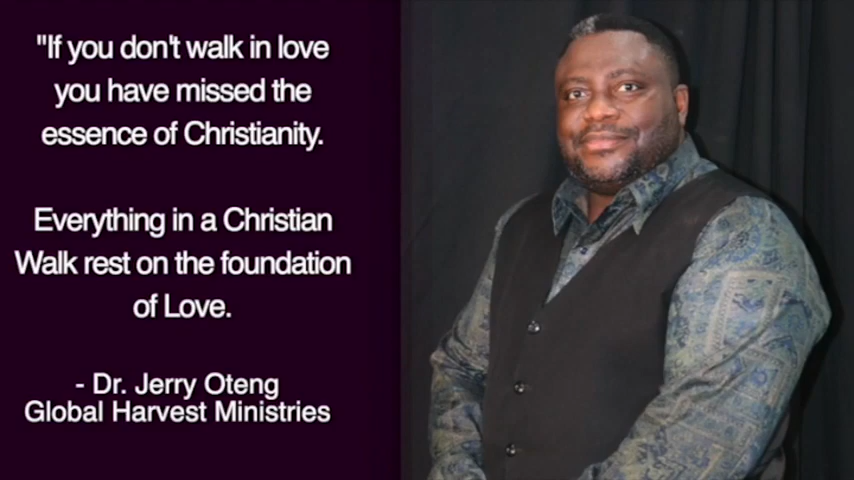 "If you don't walk in love
you have missed the
essence of Christianity.
Everything in a Christian
Walk rest on the foundation
of Love.
- Dr. Jerry Oteng
Global Harvest Ministries